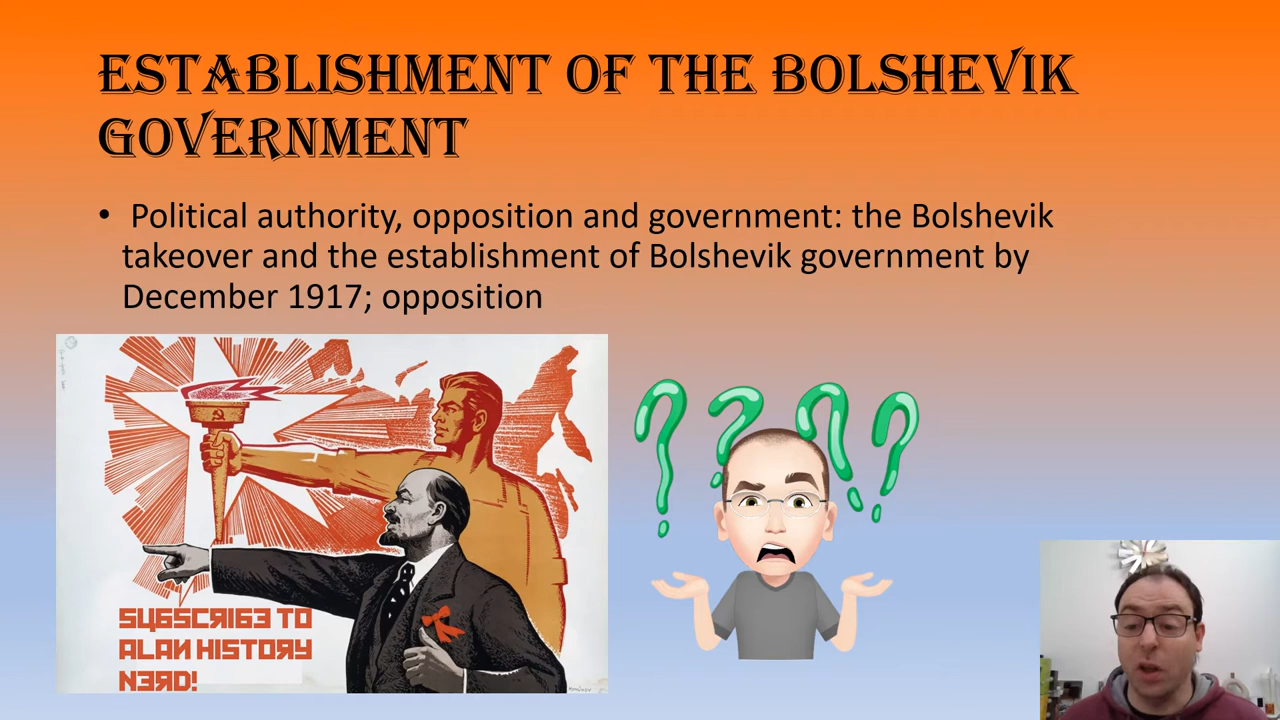 ESTABLISHMENT OF THE BOLSHEVIK
GOVERNMENT
• Political authority, opposition and government: the Bolshevik
takeover and the establishment of Bolshevik government by
December 1917; opposition
SUBSCRIBE TO
ALAN HISTORY
NERD!